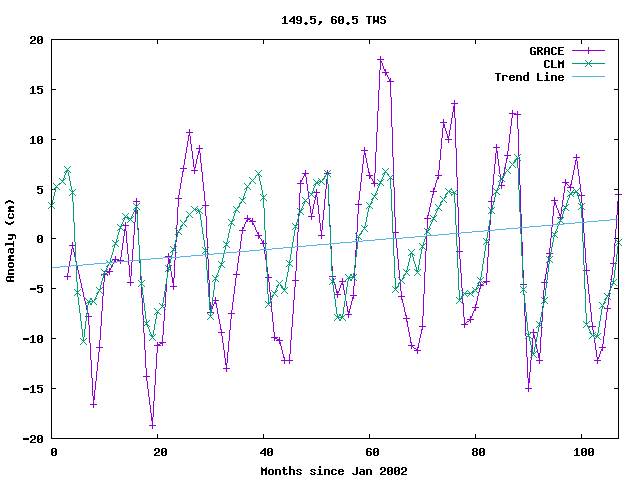 149.5, 60.5 TWS
GRACE
CLM
Trend Line
20
15
10
5
0
-5
-10
-15
-20
Anomaly (cm)
0 20 40 60 80 100
Months since Jan 2002